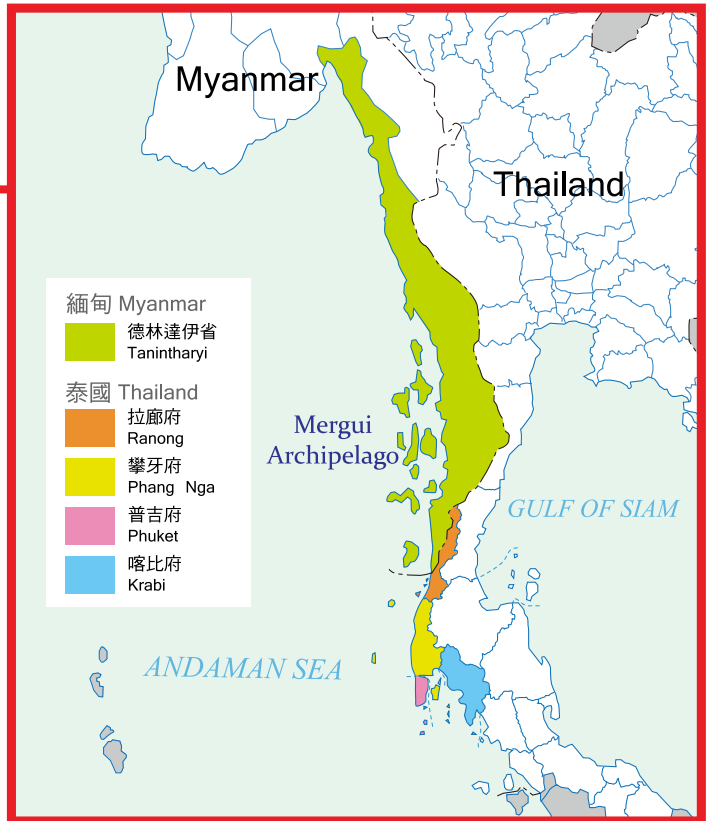 Myanmar
Thailand
緬甸 Myanmar
德林達伊省
Tanintharyi
泰國 Thailand
拉廊府
Ranong
攀牙府
Phang Nga
普吉府
Phuket
喀比府
Krabi
Mergui
Archipelago
GULF OF SIAM
ANDAMAN SEA